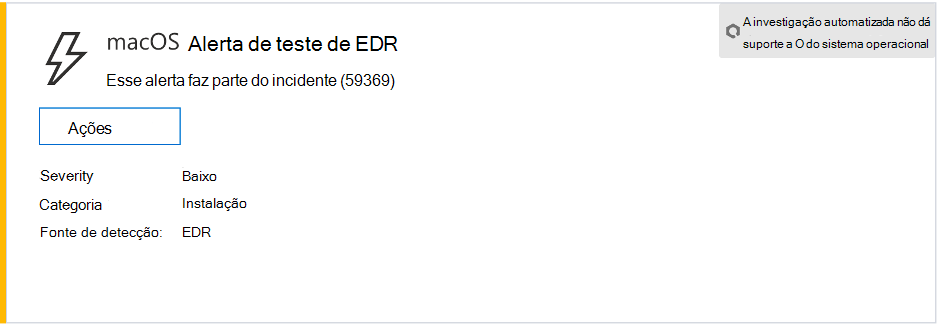 macOS Alerta de teste de EDR
A investigação automatizada não dá
suporte a O do sistema operacional
Esse alerta faz parte do incidente (59369)
Ações
Severity Baixo
Categoria Instalação
Fonte de detecção: EDR